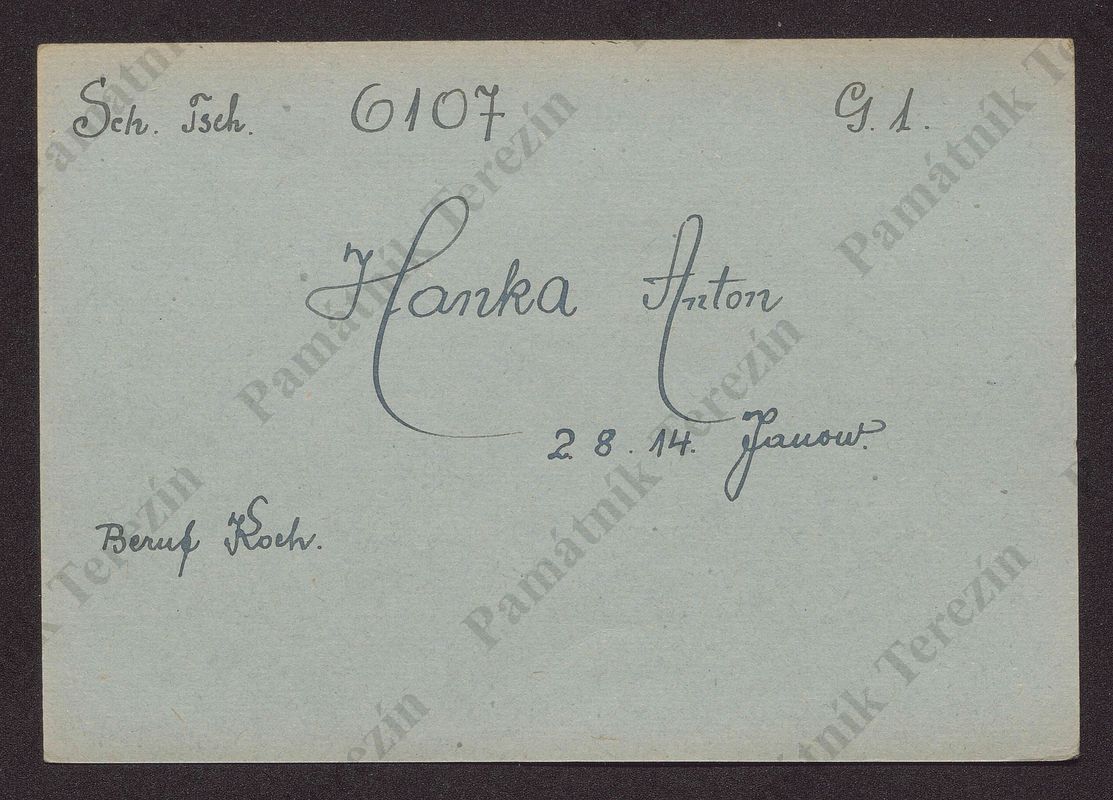 Sch. Tsch. 6107 G. 1.
Hanka Anton
2. 8. 14. Janow.
Beruf Koch.
Památník Terezín